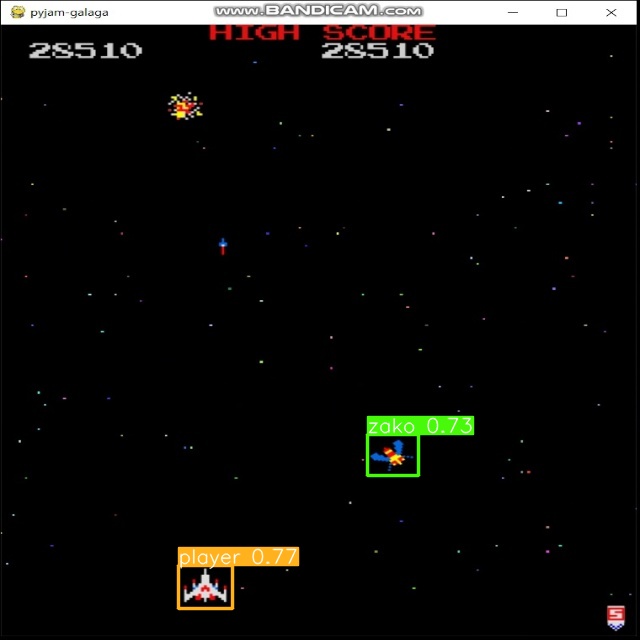 pyjam-galaga
www.BANDICAM.com
HIGH SCORE
28510 28510
zako 0.73
player 0.77
5